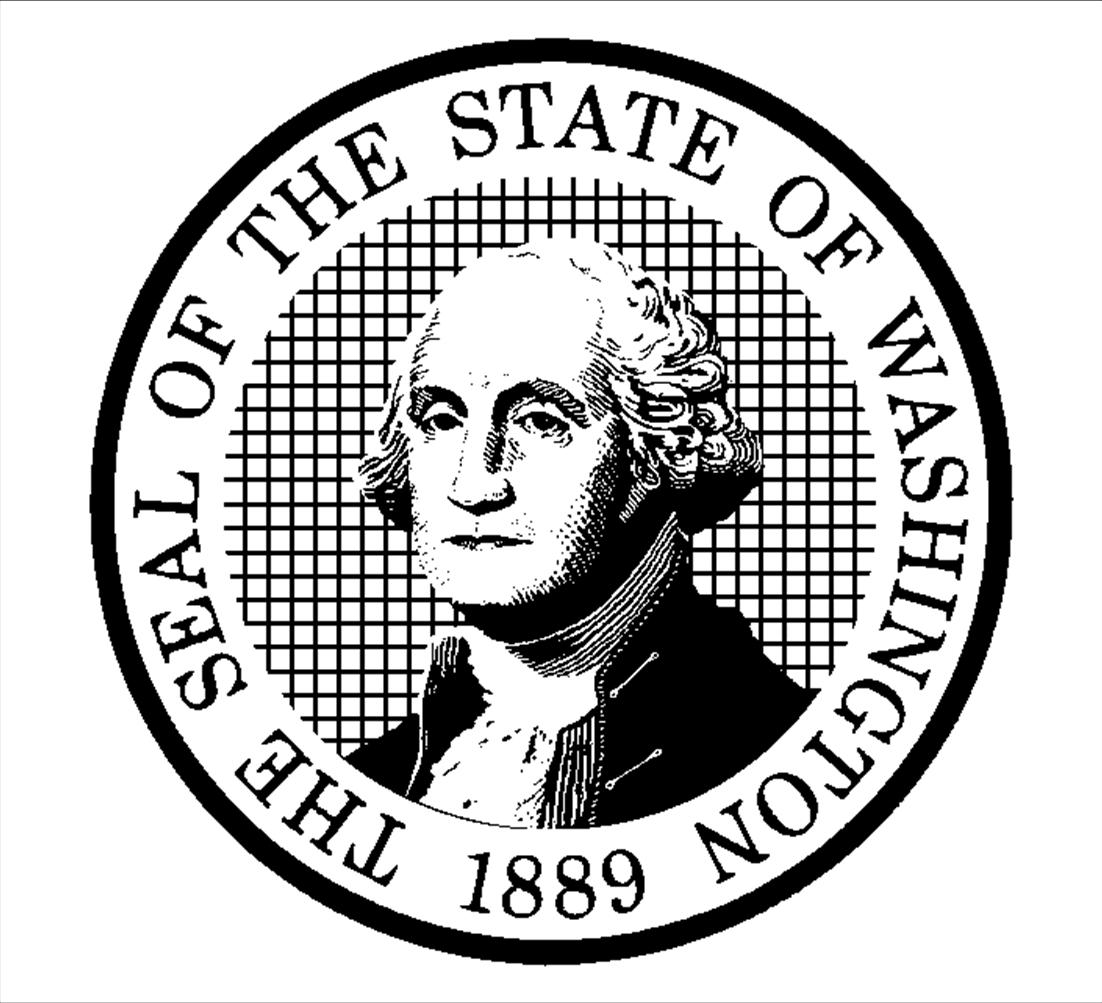 THE SEAL OF THE STATE OF WASHINGTON
1889